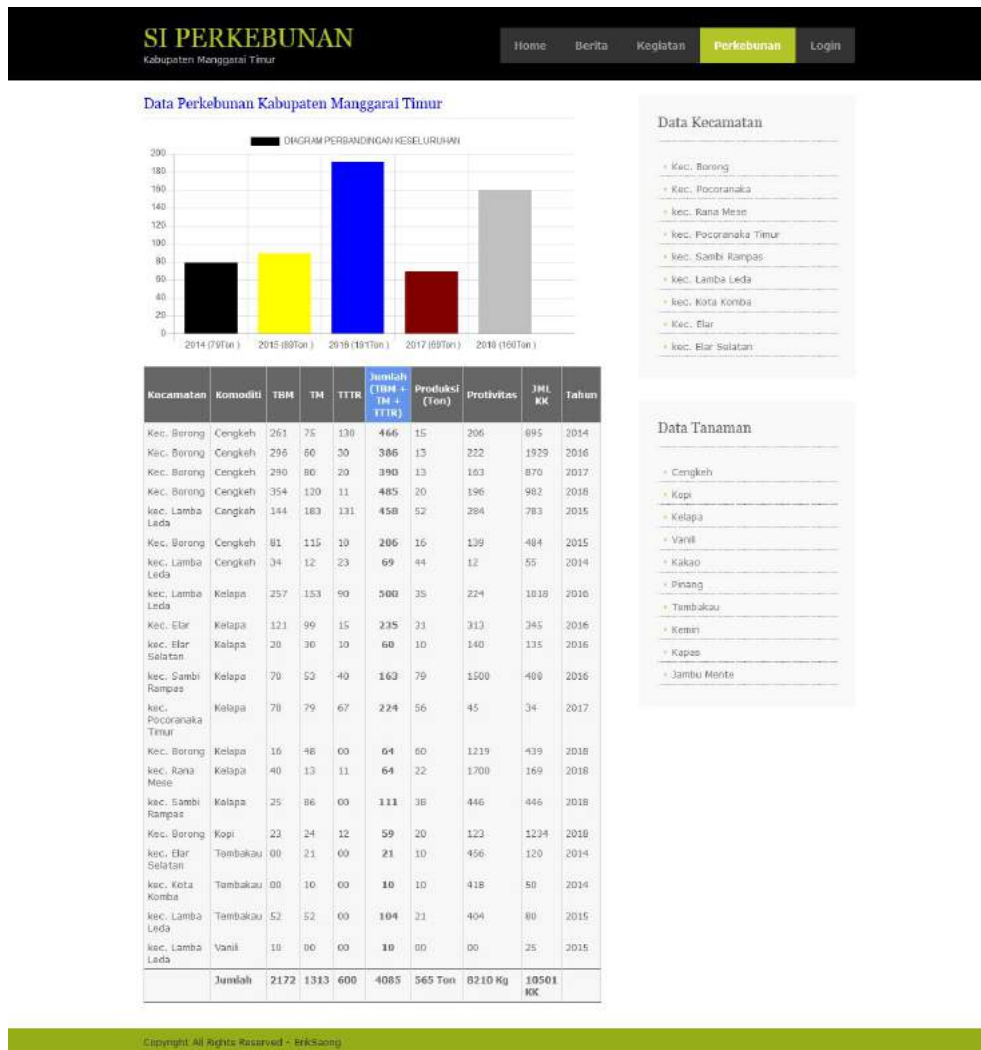 SI PERKEBUNAN
Kabupaten Manggarai Timur
Home Berita Kegiatan Perkebunan Login
Data Perkebunan Kabupaten Manggarai Timur
DIAGRAM PERBANDINGAN KESELURUHAN
200
180
160
140
120
100
80
60
40
20
0
2014 (79Ton ) 2015 (89Ton ) 2016 (191Ton ) 2017 (69Ton ) 2018 (160Ton )
Kecamatan Komoditi TBM TM TTTR Jumlah (TBM + TM + TTTR) Produksi (Ton) Protivitas JML KK Tahun
Kec. Borong Cengkeh 261 75 130 466 15 206 895 2014
Kec. Borong Cengkeh 296 60 30 386 13 222 1929 2016
Kec. Borong Cengkeh 290 80 20 390 13 163 870 2017
Kec. Borong Cengkeh 354 120 11 485 20 196 982 2018
kec. Lamba Leda Cengkeh 144 183 131 458 52 284 783 2015
Kec. Borong Cengkeh 81 115 10 206 16 139 484 2015
kec. Lamba Leda Cengkeh 34 12 23 69 44 12 55 2014
kec. Lamba Leda Kelapa 257 153 90 500 35 224 1018 2016
Kec. Elar Kelapa 121 99 15 235 31 313 345 2016
kec. Elar Selatan Kelapa 20 30 10 60 10 140 135 2016
kec. Sambi Rampas Kelapa 70 53 40 163 79 1500 408 2016
kec. Pocoranaka Timur Kelapa 78 79 67 224 56 45 34 2017
Kec. Borong Kelapa 16 48 00 64 60 1219 439 2018
kec. Rana Mese Kelapa 40 13 11 64 22 1700 169 2018
kec. Sambi Rampas Kelapa 25 86 00 111 38 446 446 2018
Kec. Borong Kopi 23 24 12 59 20 123 1234 2018
kec. Elar Selatan Tembakau 00 21 00 21 10 456 120 2014
kec. Kota Komba Tembakau 00 10 00 10 10 418 50 2014
kec. Lamba Leda Tembakau 52 52 00 104 21 404 80 2015
kec. Lamba Leda Vanili 10 00 00 10 00 00 25 2015
Jumlah 2172 1313 600 4085 565 Ton 8210 Kg 10501 KK
Data Kecamatan
Kec. Borong
Kec. Pocoranaka
kec. Rana Mese
kec. Pocoranaka Timur
kec. Sambi Rampas
kec. Lamba Leda
kec. Kota Komba
Kec. Elar
kec. Elar Selatan
Data Tanaman
Cengkeh
Kopi
Kelapa
Vanili
Kakao
Pinang
Tembakau
Kemiri
Kapas
Jambu Mente
Copyright All Rights Reserved - ErikSaong